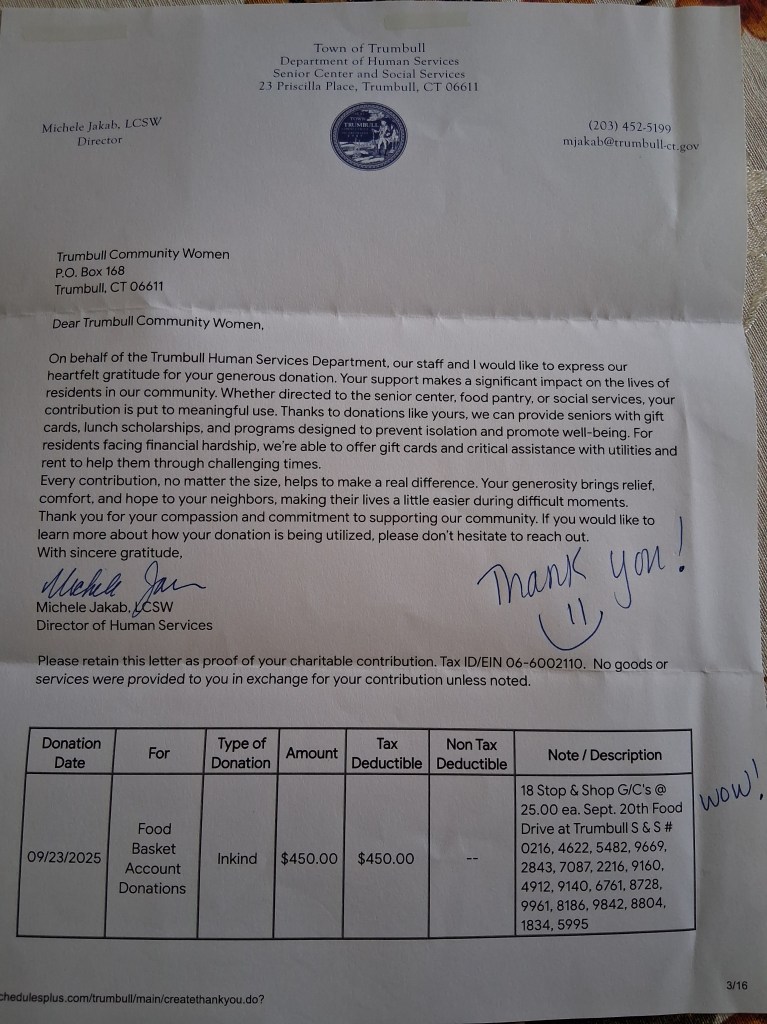 Town of Trumbull
Department of Human Services
Senior Center and Social Services
23 Priscilla Place, Trumbull, CT 06611
Michele Jakab, LCSW
Director
TOWN
TRUMBULL
(203) 452-5199
mjakab@trumbull-ct.gov
Trumbull Community Women
P.O. Box 168
Trumbull, CT 06611
Dear Trumbull Community Women,
On behalf of the Trumbull Human Services Department, our staff and I would like to express our
heartfelt gratitude for your generous donation. Your support makes a significant impact on the lives of
residents in our community. Whether directed to the senior center, food pantry, or social services, your
contribution is put to meaningful use. Thanks to donations like yours, we can provide seniors with gift
cards, lunch scholarships, and programs designed to prevent isolation and promote well-being. For
residents facing financial hardship, we're able to offer gift cards and critical assistance with utilities and
rent to help them through challenging times.
Every contribution, no matter the size, helps to make a real difference. Your generosity brings relief,
comfort, and hope to your neighbors, making their lives a little easier during difficult moments.
Thank you for your compassion and commitment to supporting our community. If you would like to
learn more about how your donation is being utilized, please don't hesitate to reach out.
With sincere gratitude,
Thank you!
Michele Jakab, LCSW
Director of Human Services
Please retain this letter as proof of your charitable contribution. Tax ID/EIN 06-6002110. No goods or
services were provided to you in exchange for your contribution unless noted.
Donation Date
For
Type of Donation
Amount
Tax Deductible
Non Tax Deductible
Note / Description
09/23/2025
Food
Basket
Account
Donations
Inkind
$450.00
$450.00
--
18 Stop & Shop G/C's @
25.00 ea. Sept. 20th Food
Drive at Trumbull S & S #
0216, 4622, 5482, 9669,
2843, 7087, 2216, 9160,
4912, 9140, 6761, 8728,
9961, 8186, 9842, 8804,
1834, 5995
WOW!
chedulesplus.com/trumbull/main/createthankyou.do?
3/16